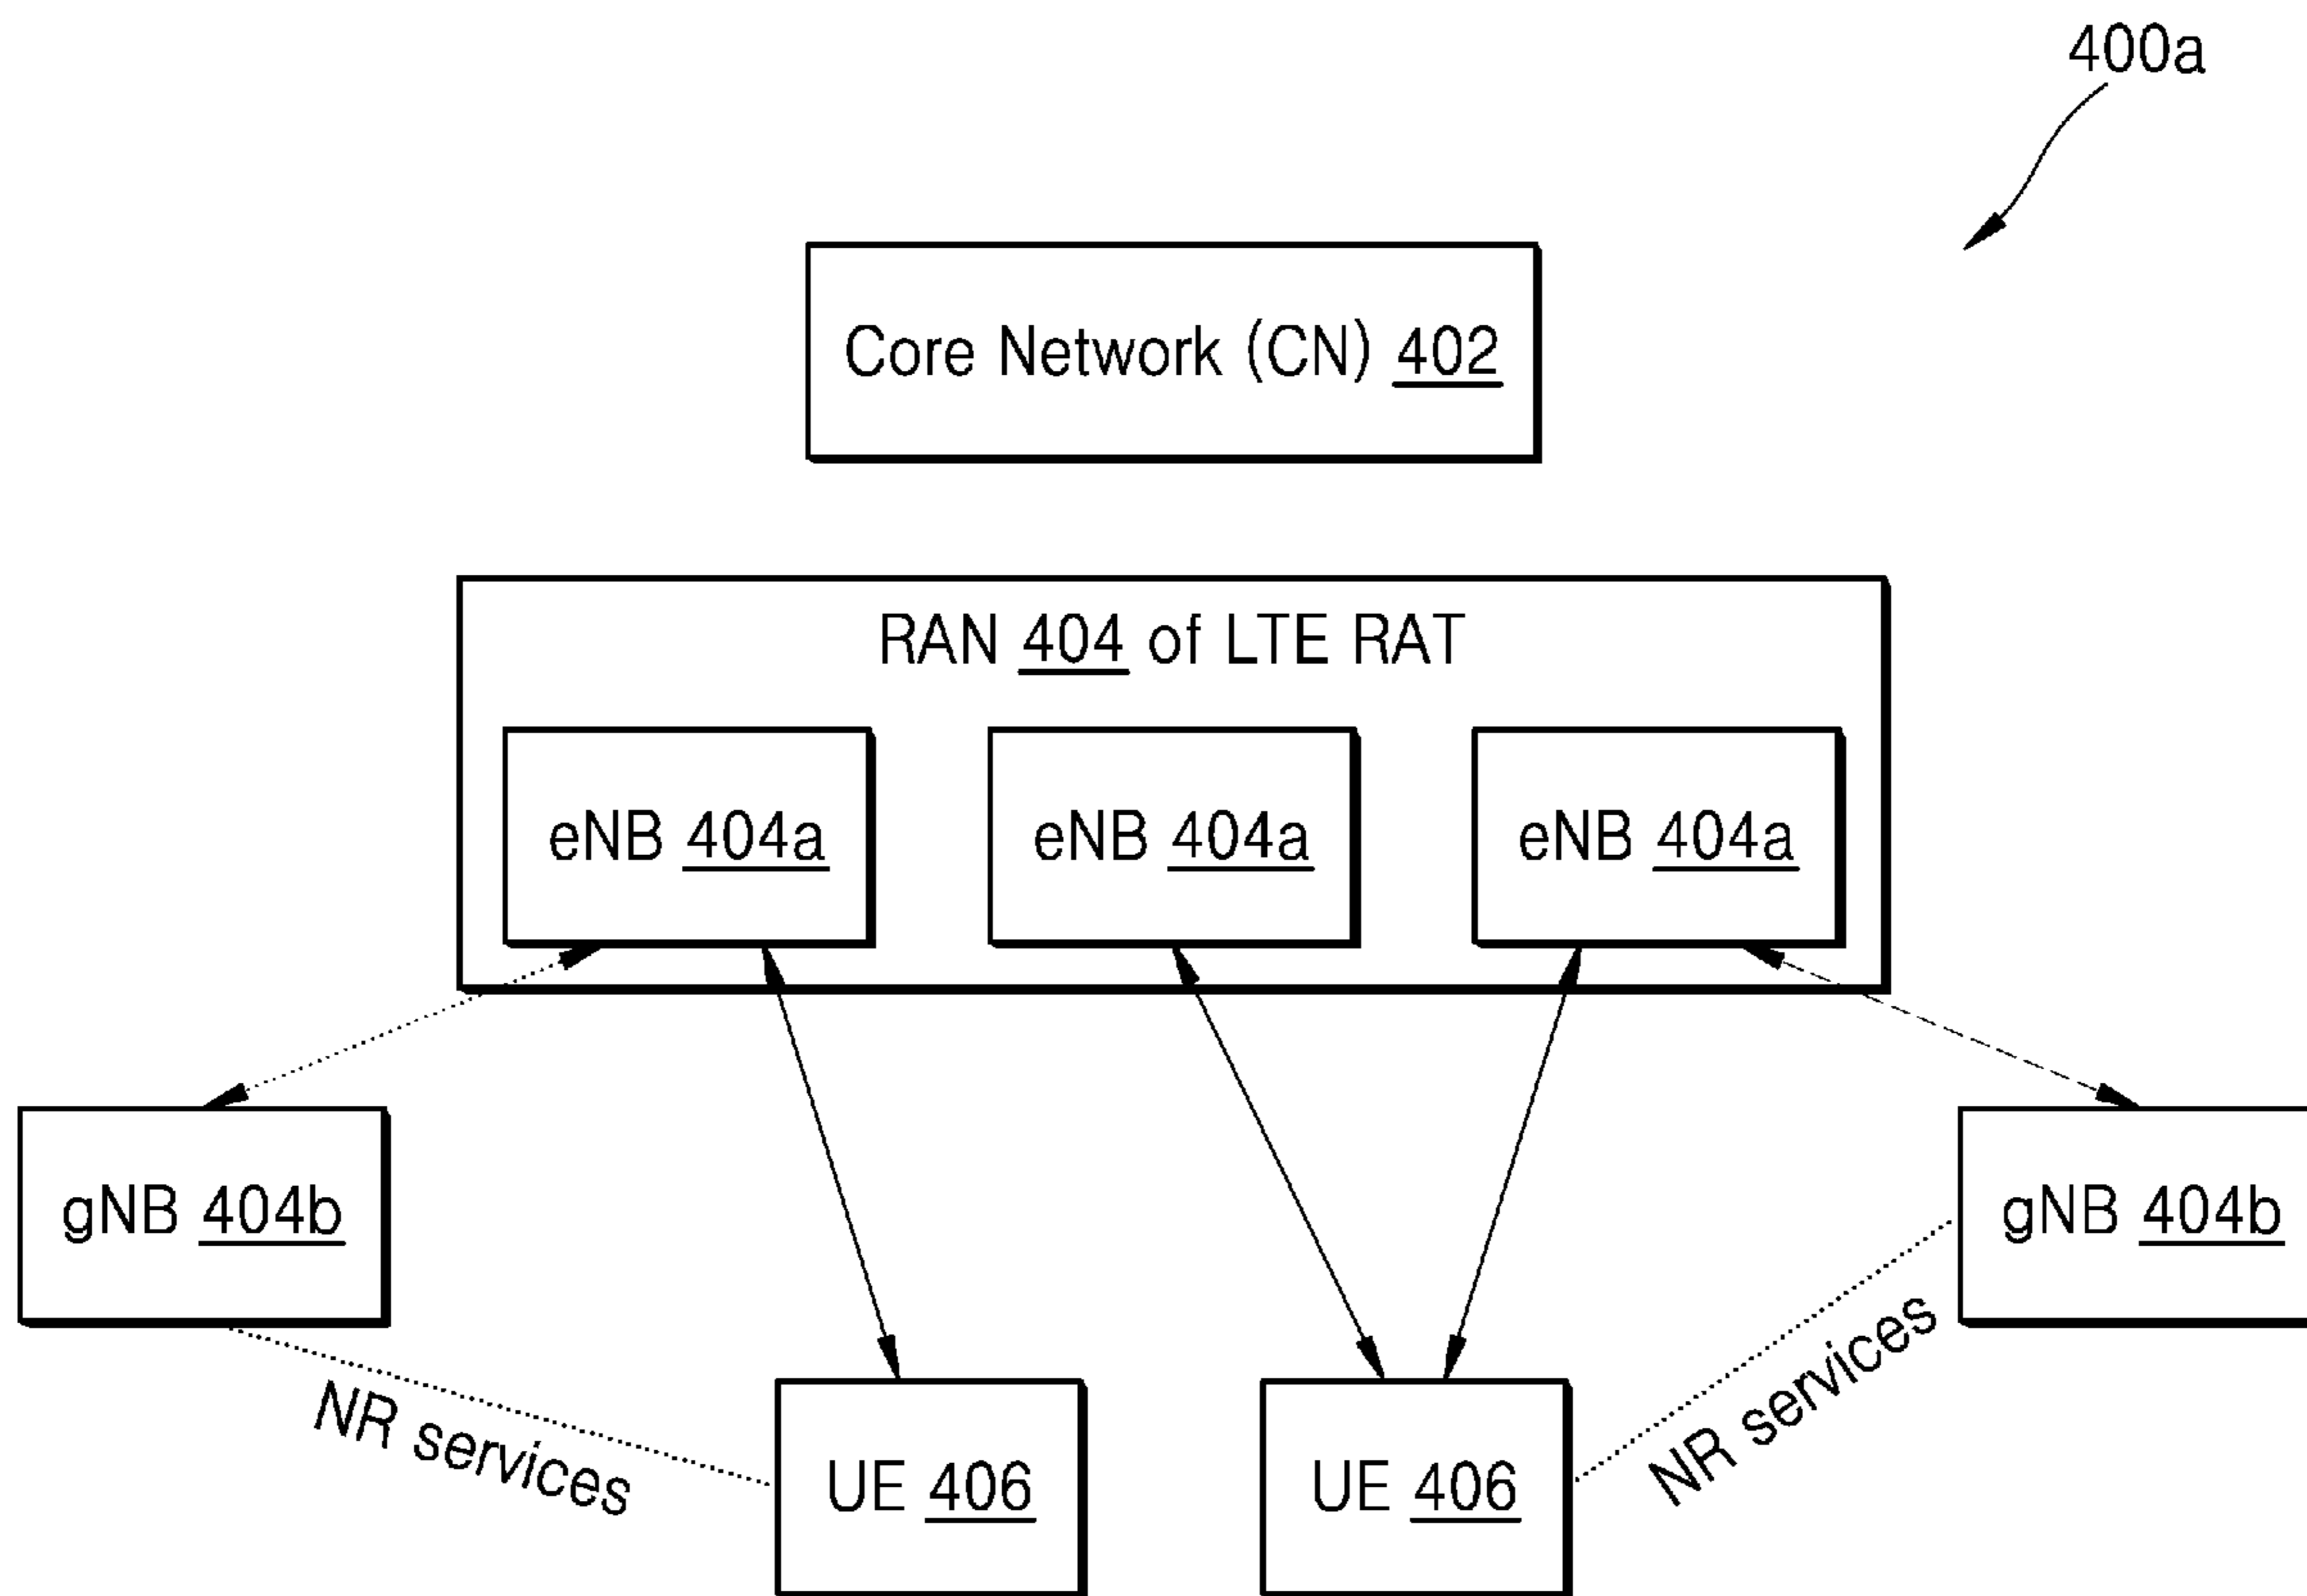 400a
Core Network (CN) 402
RAN 404 of LTE RAT
eNB 404a
eNB 404a
eNB 404a
gNB 404b
gNB 404b
NR services
NR services
UE 406
UE 406